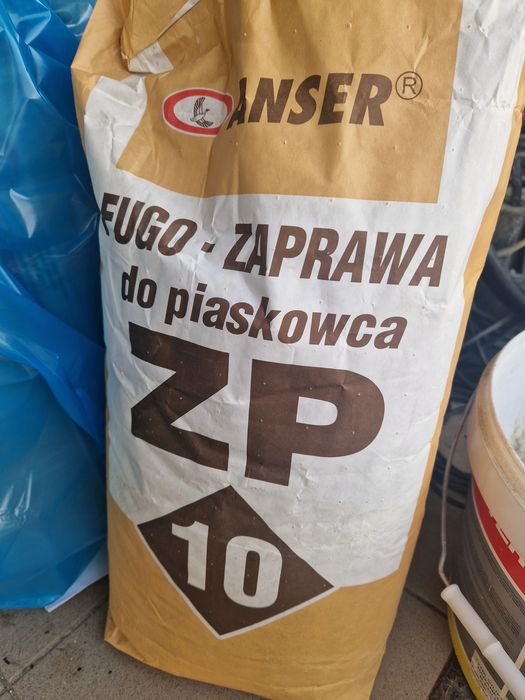 ANSER®
FUGO - ZAPRAWA
do piaskowca
ZP
10